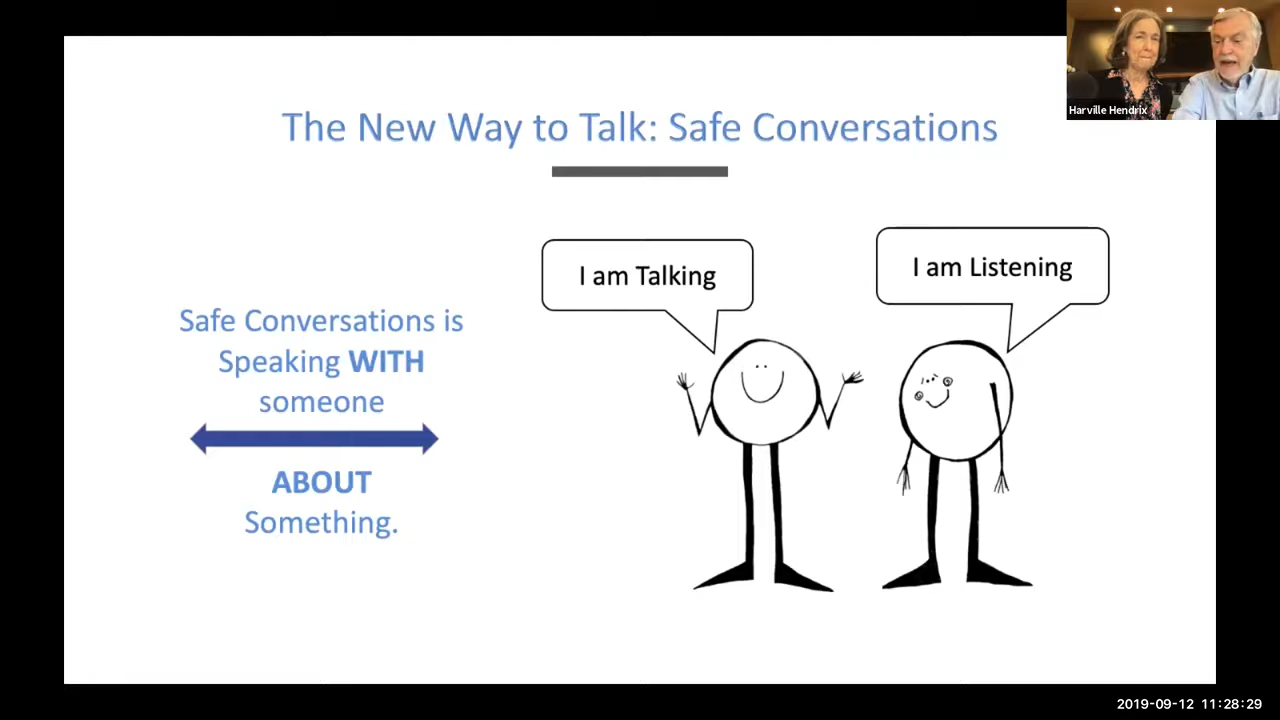 Harville Hendrix
The New Way to Talk: Safe Conversations
I am Talking
I am Listening
Safe Conversations is
Speaking WITH
someone
ABOUT
Something.
2019-09-12 11:28:29